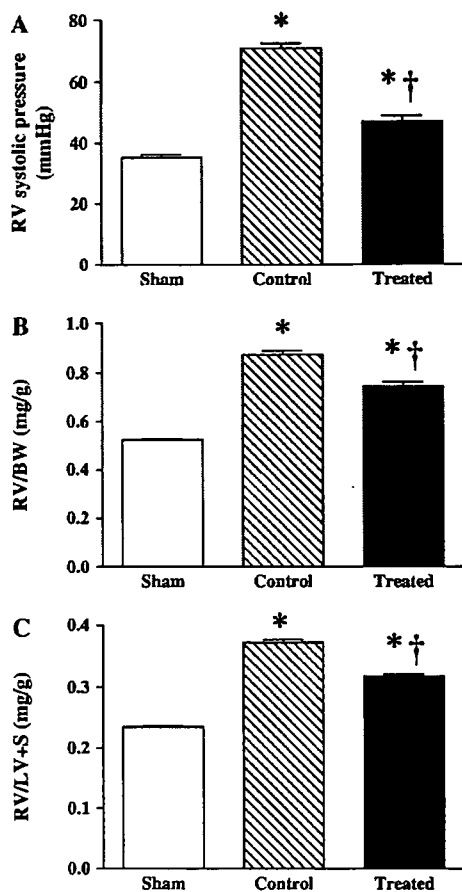 A
RV systolic pressure
(mmHg)
80
60
40
20
0
*
*†
Sham Control Treated
B
RV/BW (mg/g)
1.0
0.8
0.6
0.4
0.2
0.0
*
*†
Sham Control Treated
C
RV/LV+S (mg/g)
0.4
0.3
0.2
0.1
0.0
*
*†
Sham Control Treated